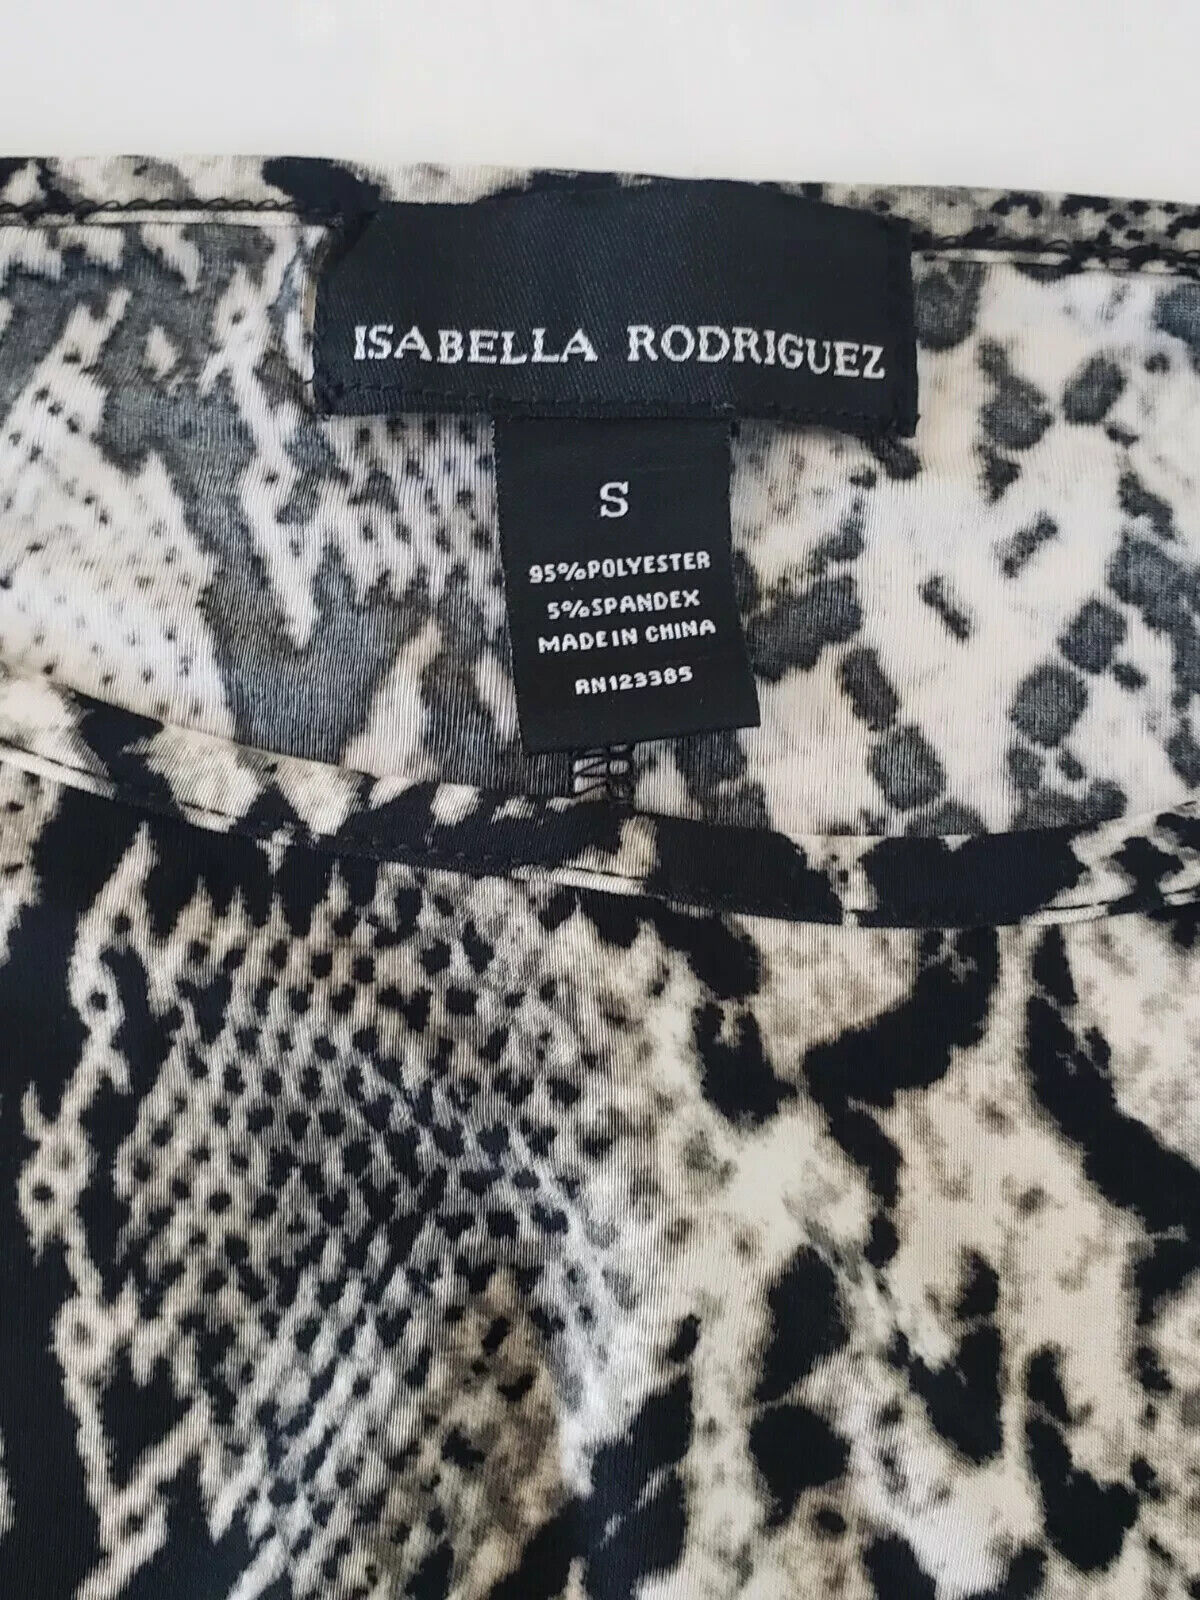 ISABELLA RODRIGUEZ
S
95%POLYESTER
5%SPANDEX
MADE IN CHINA
RN123385